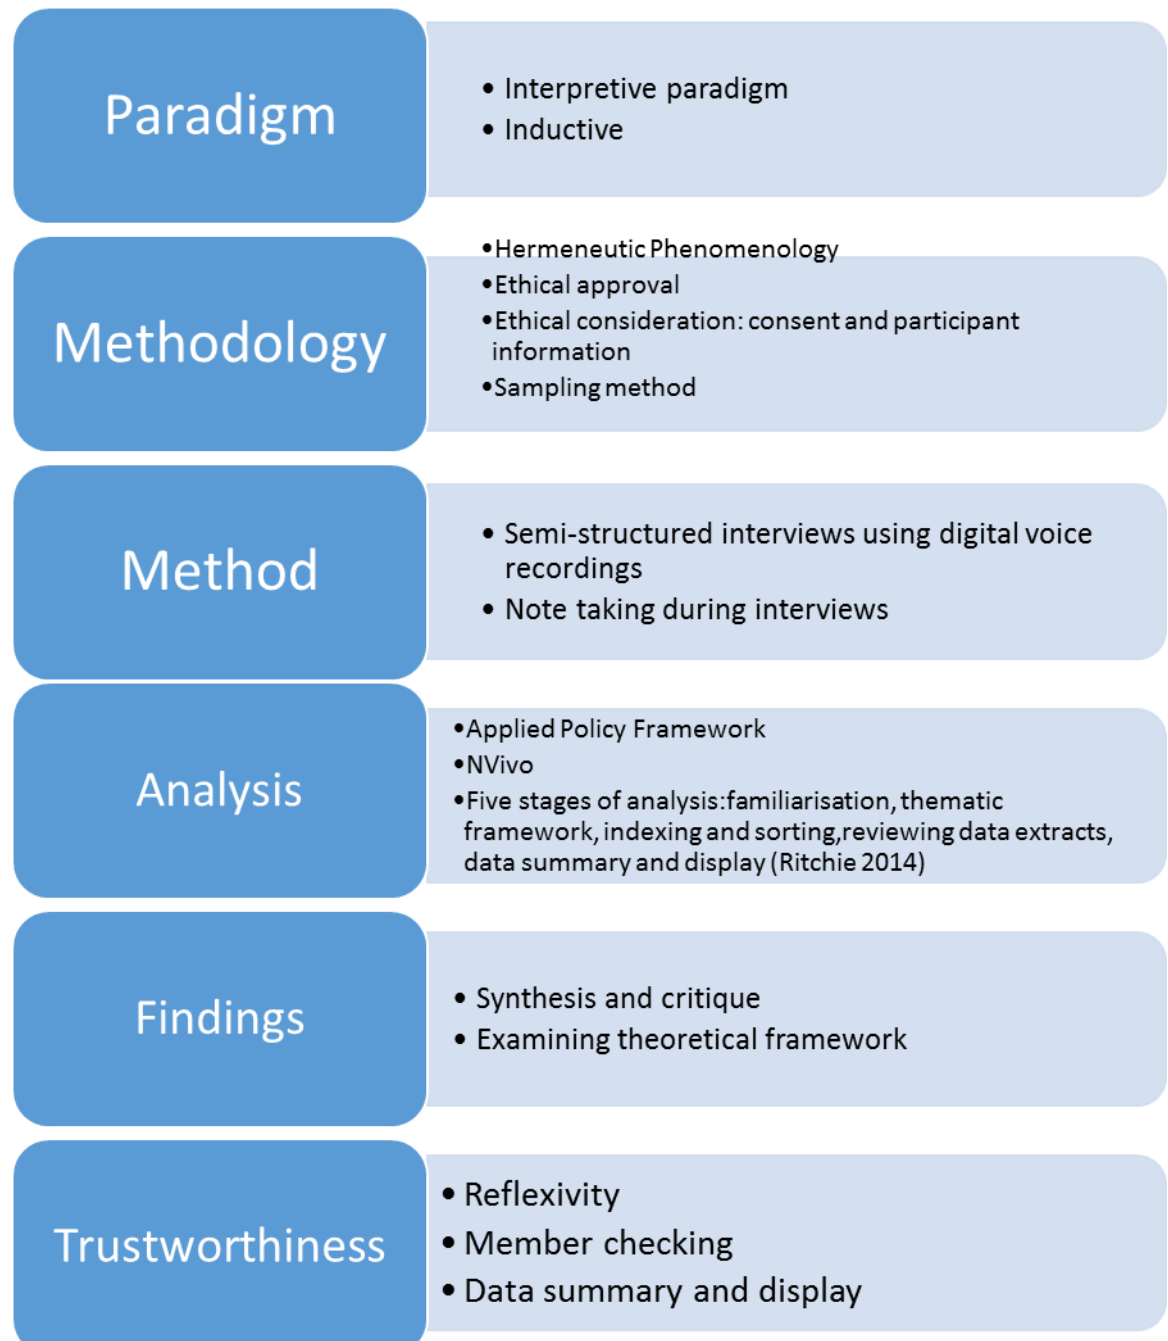 Paradigm
• Interpretive paradigm
• Inductive
Methodology
•Hermeneutic Phenomenology
•Ethical approval
•Ethical consideration: consent and participant
information
•Sampling method
Method
• Semi-structured interviews using digital voice
recordings
• Note taking during interviews
Analysis
•Applied Policy Framework
•NVivo
•Five stages of analysis:familiarisation, thematic
framework, indexing and sorting,reviewing data extracts,
data summary and display (Ritchie 2014)
Findings
• Synthesis and critique
• Examining theoretical framework
Trustworthiness
• Reflexivity
• Member checking
• Data summary and display